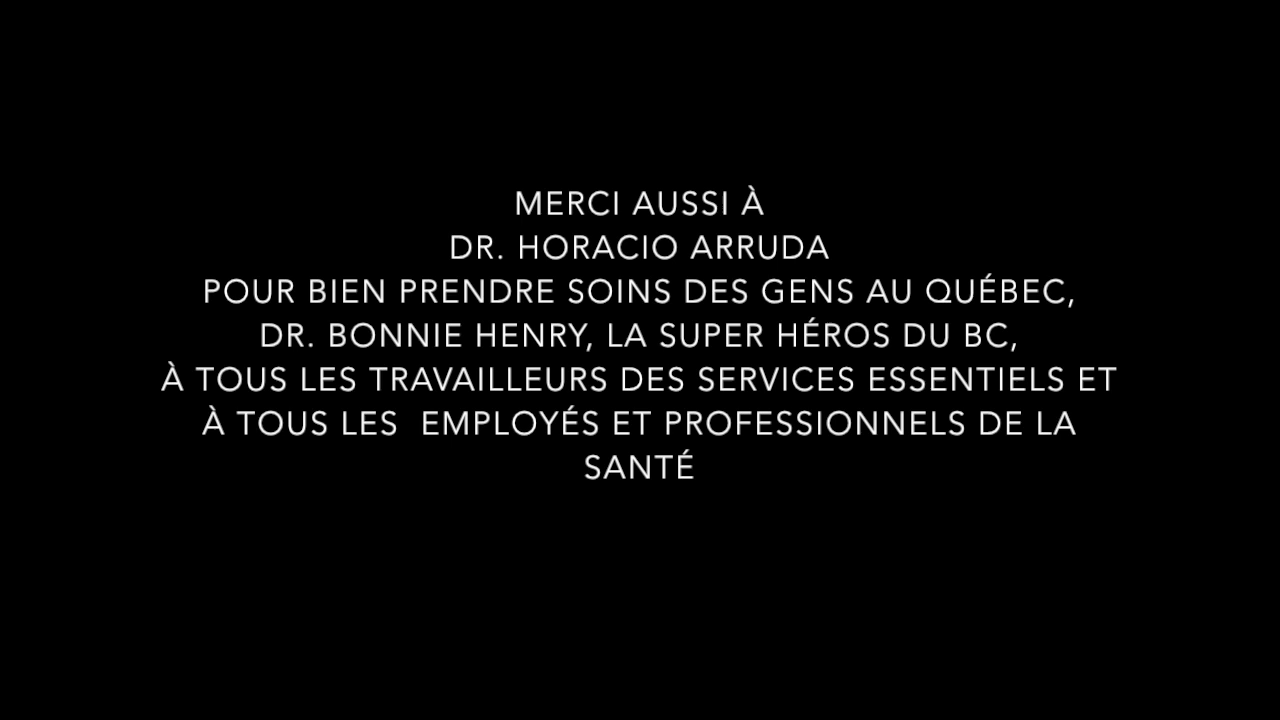 MERCI AUSSI À
DR. HORACIO ARRUDA
POUR BIEN PRENDRE SOINS DES GENS AU QUÉBEC,
DR. BONNIE HENRY, LA SUPER HÉROS DU BC,
À TOUS LES TRAVAILLEURS DES SERVICES ESSENTIELS ET
À TOUS LES  EMPLOYÉS ET PROFESSIONNELS DE LA
SANTÉ